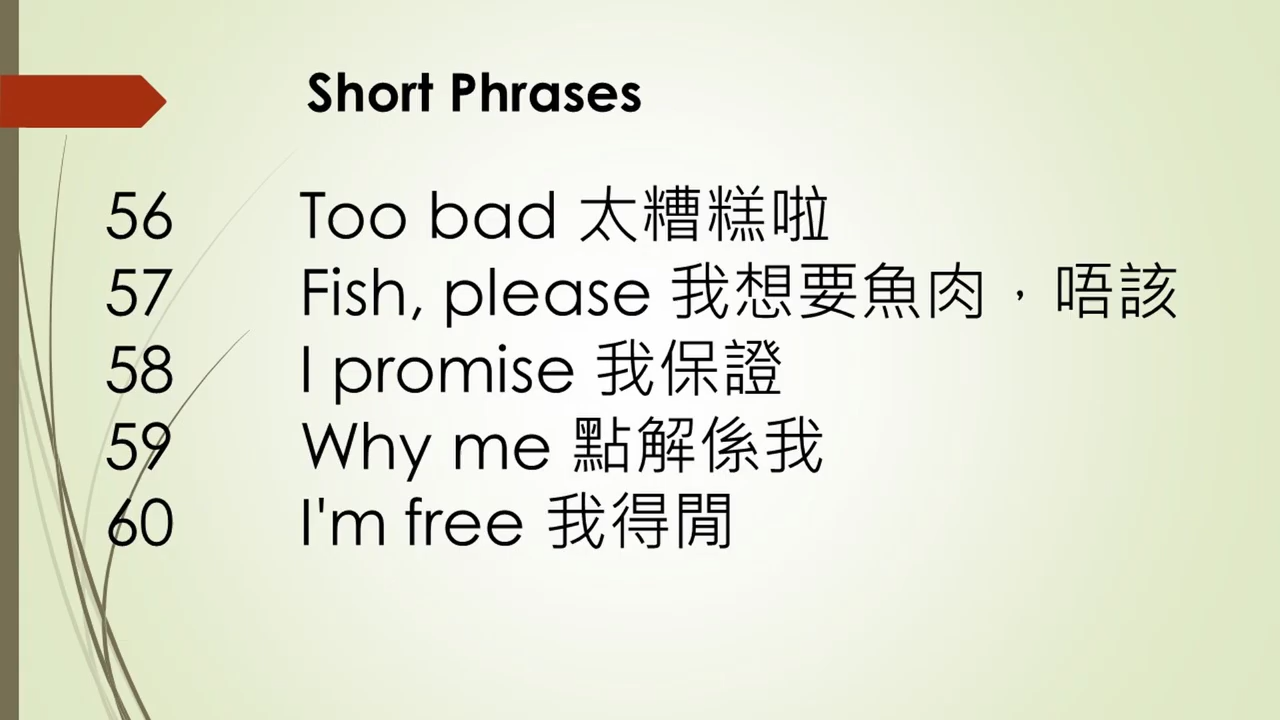 Short Phrases
56 Too bad 太糟糕啦
57 Fish, please 我想要魚肉，唔該
58 I promise 我保證
59 Why me 點解係我
60 I'm free 我得閒